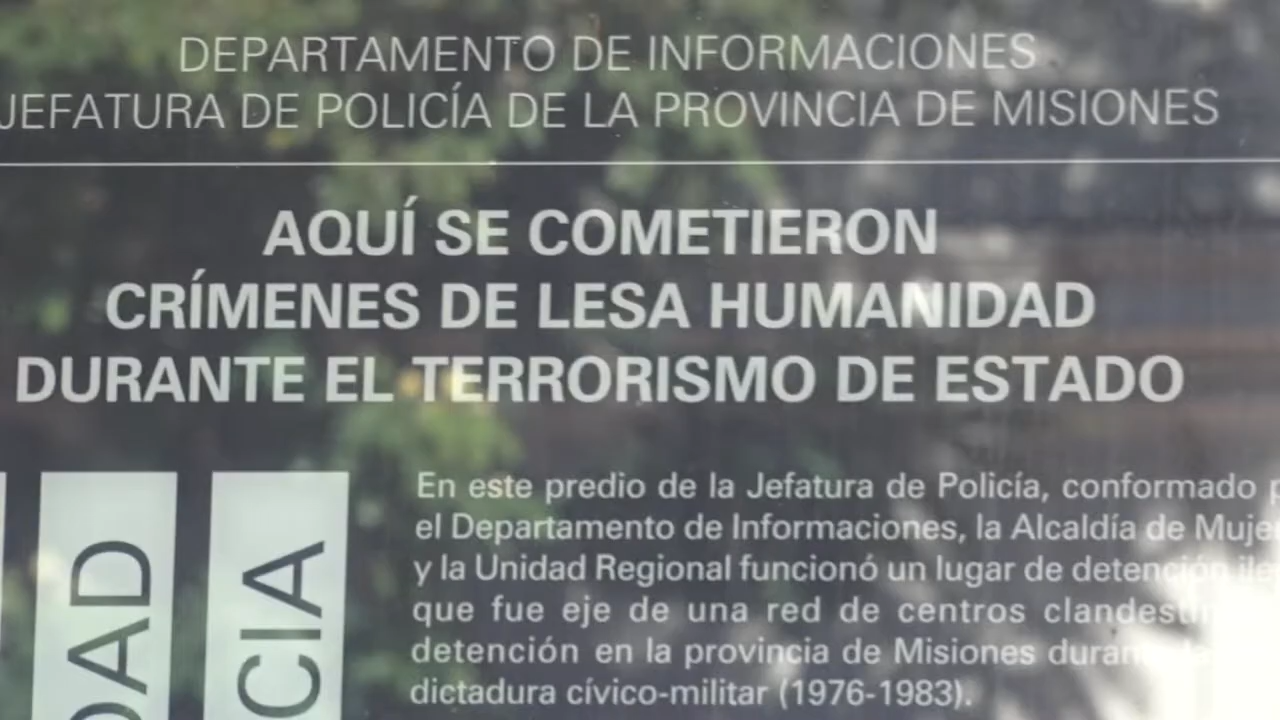 DEPARTAMENTO DE INFORMACIONES
JEFATURA DE POLICÍA DE LA PROVINCIA DE MISIONES
AQUÍ SE COMETIERON
CRÍMENES DE LESA HUMANIDAD
DURANTE EL TERRORISMO DE ESTADO
DAD
CIA
En este predio de la Jefatura de Policía, conformado
el Departamento de Informaciones, la Alcaldía de
y la Unidad Regional funcionó un lugar de detención
que fue eje de una red de centros
detención en la provincia de Misiones
dictadura cívico-militar (1976-1983).